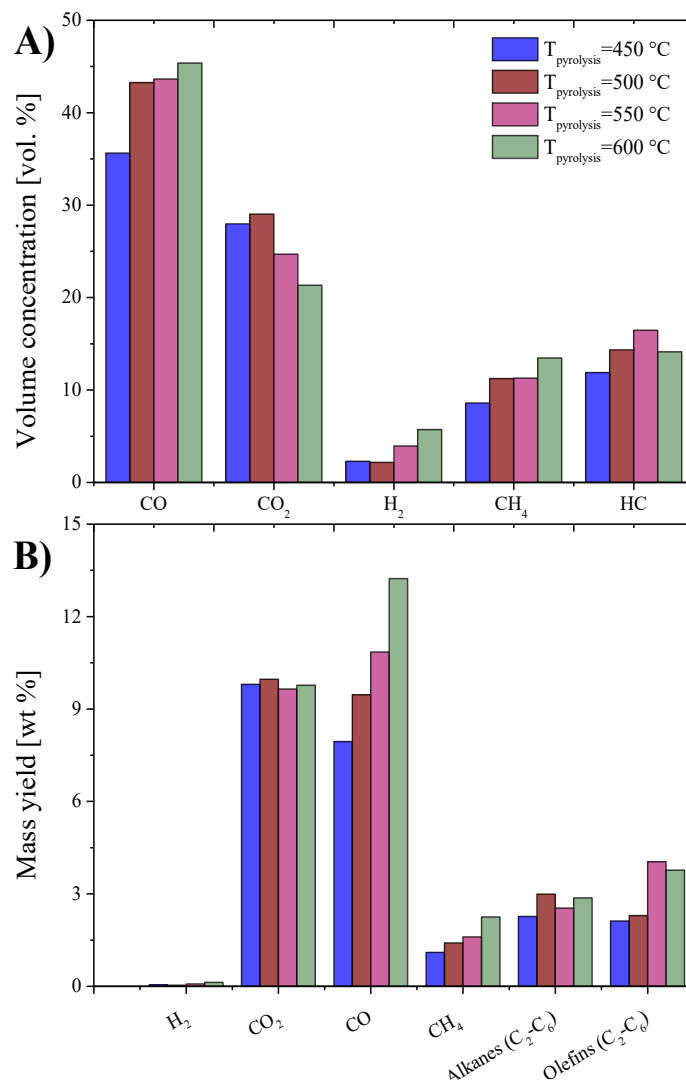 A)
50
40
30
20
10
0
Volume concentration [vol. %]
T_pyrolysis=450 °C
T_pyrolysis=500 °C
T_pyrolysis=550 °C
T_pyrolysis=600 °C
CO CO₂ H₂ CH₄ HC
B)
15
12
9
6
3
0
Mass yield [wt %]
H₂ CO₂ CO CH₄ Alkanes (C₂-C₆) Olefins (C₂-C₆)